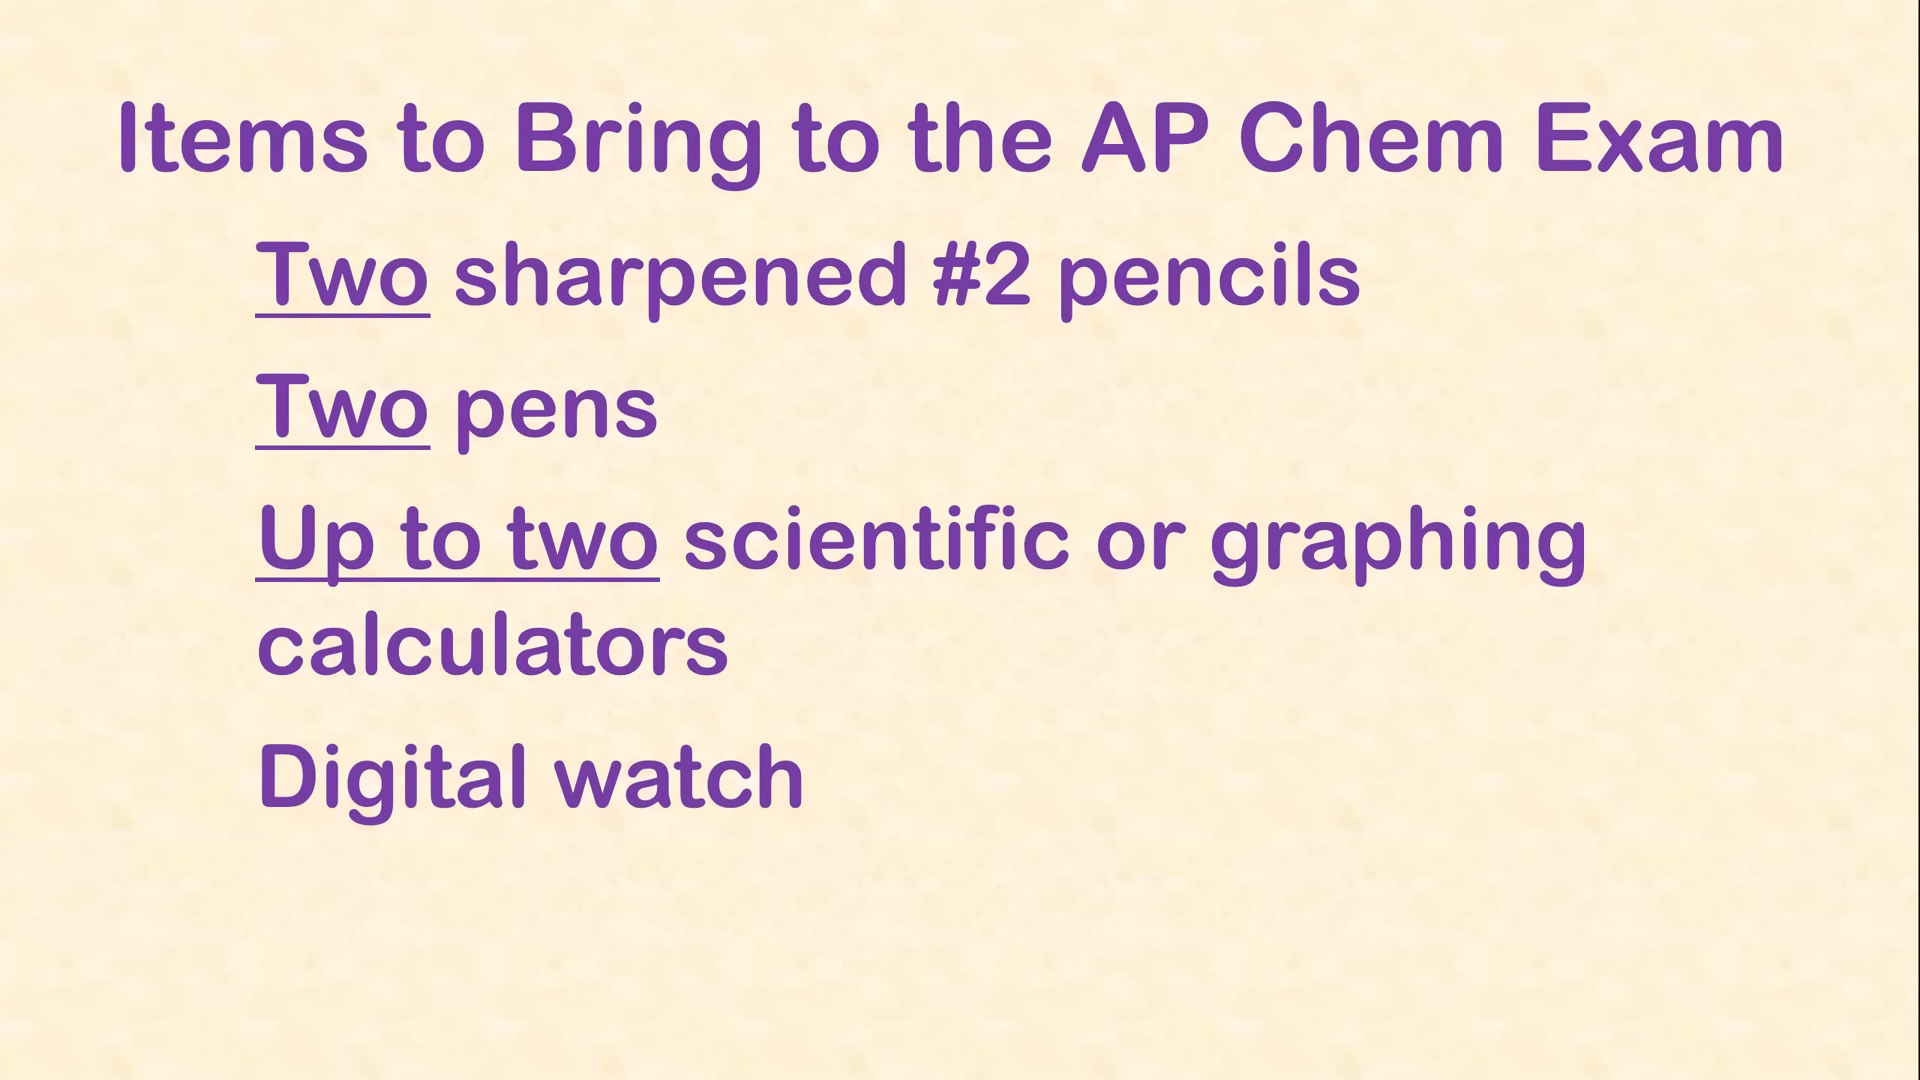 Items to Bring to the AP Chem Exam
Two sharpened #2 pencils
Two pens
Up to two scientific or graphing
calculators
Digital watch